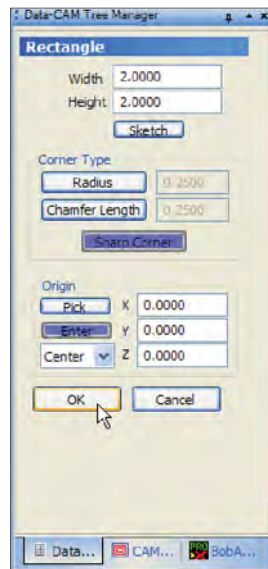 Data-CAM Tree Manager
Rectangle
Width 2.0000
Height 2.0000
Sketch
Corner Type
Radius 0.2500
Chamfer Length 0.2500
Sharp Corner
Origin
Pick X 0.0000
Enter Y 0.0000
Center Z 0.0000
OK Cancel
Data... CAM... BobA...